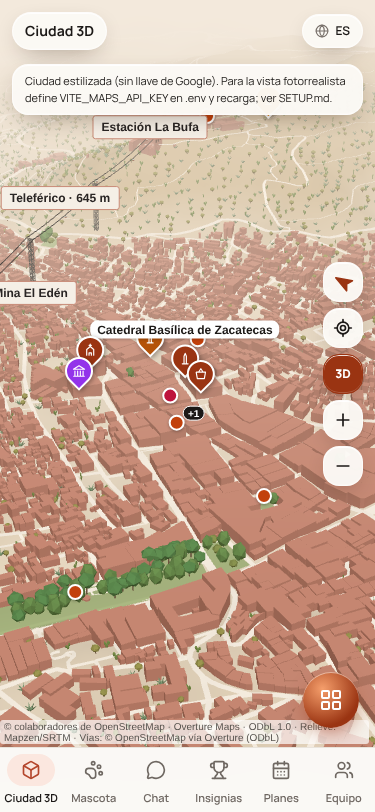 Ciudad 3D
ES
Ciudad estilizada (sin llave de Google). Para la vista fotorrealista
define VITE_MAPS_API_KEY en .env y recarga; ver SETUP.md.
Estación La Bufa
Teleférico · 645 m
Mina El Edén
Catedral Basílica de Zacatecas
3D
+1
+
−
© colaboradores de OpenStreetMap · Overture Maps · ODbL 1.0 · Relieve:
Mapzen/SRTM · Vías: © OpenStreetMap vía Overture (ODbL)
Ciudad 3D
Mascota
Chat
Insignias
Planes
Equipo